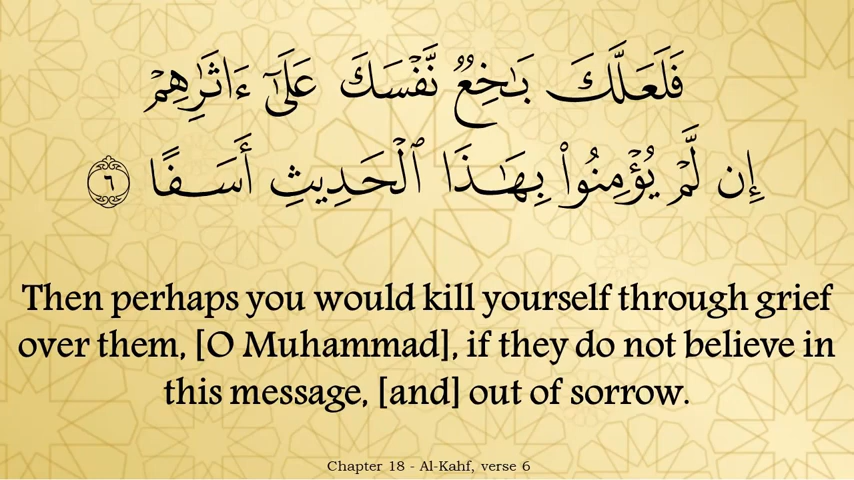 فَلَعَلَّكَ بَٰخِعٌ نَّفْسَكَ عَلَىٰٓ ءَاثَٰرِهِمْ
إِن لَّمْ يُؤْمِنُوا۟ بِهَٰذَا ٱلْحَدِيثِ أَسَفًا ٦
Then perhaps you would kill yourself through grief
over them, [O Muhammad], if they do not believe in
this message, [and] out of sorrow.
Chapter 18 - Al-Kahf, verse 6